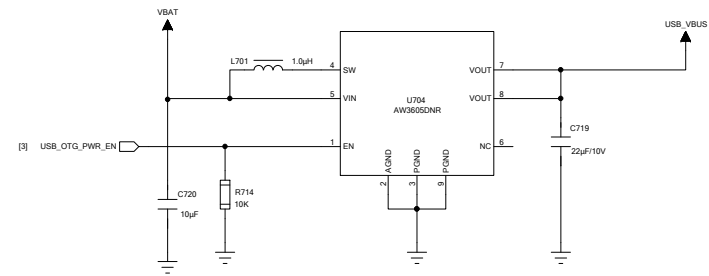 VBAT
USB_VBUS
L701 1.0µH
4 SW
VOUT 7
5 VIN
VOUT 8
U704
AW3605DNR
[3] USB_OTG_PWR_EN
1 EN
NC 6
C719
22µF/10V
AGND PGND PGND
2 3 9
C720
10µF
R714
10K